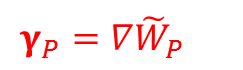 𝛄_P = ∇W̃_P